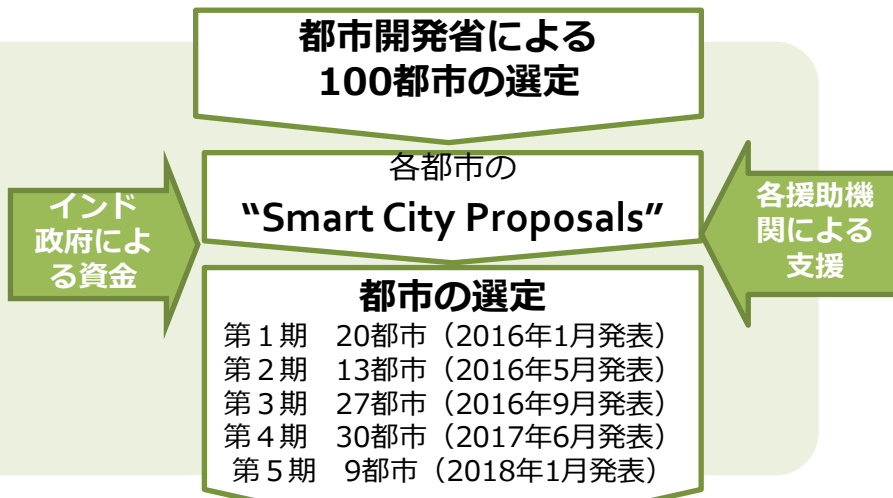 都市開発省による
100都市の選定
各都市の
“Smart City Proposals”
インド
政府によ
る資金
各援助機
関による
支援
都市の選定
第１期　20都市（2016年1月発表）
第２期　13都市（2016年5月発表）
第３期　27都市（2016年9月発表）
第４期　30都市（2017年6月発表）
第５期　9都市（2018年1月発表）